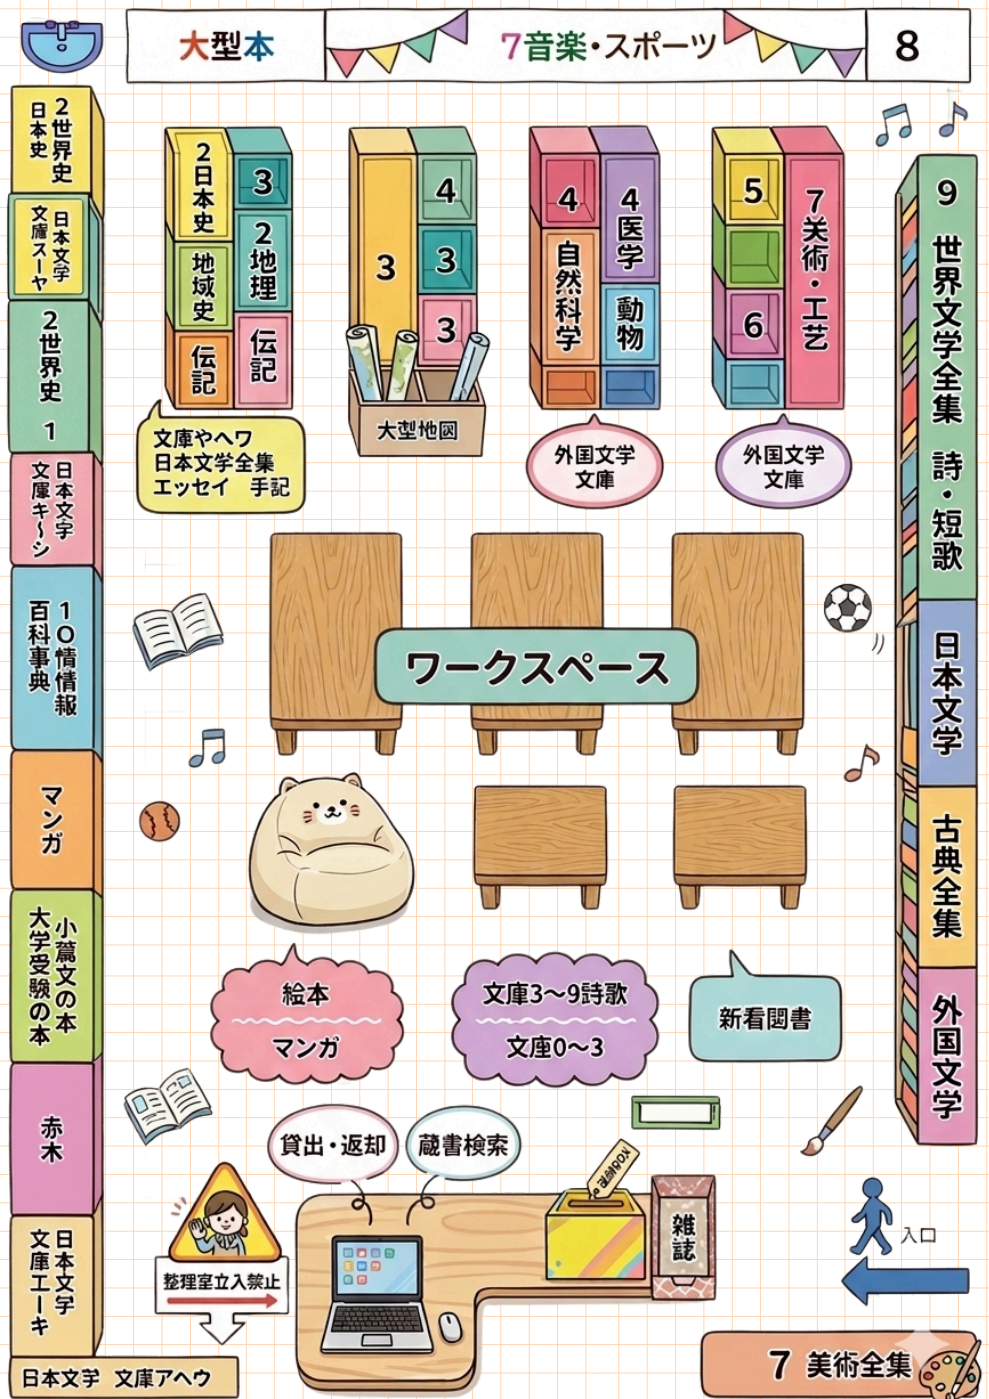 大型本
7音楽・スポーツ
8
2世界史
日本史
日本文学
文庫スーヤ
2世界史 1
日本文字
文庫キ～シ
10情情報
百科事典
マンガ
小論文の本
大学受験の本
赤木
日本文学
文庫エーキ
日本文学 文庫アヘウ
2日本史
地域史
伝記
3
2地理
伝記
文庫やヘワ
日本文学全集
エッセイ 手記
3
4
3
3
大型地図
4
自然科学
4医学
動物
外国文学
文庫
5
6
7美術・工艺
外国文学
文庫
9 世界文学全集 詩・短歌
日本文学
古典全集
外国文学
ワークスペース
絵本
マンガ
文庫3～9詩歌
文座0～3
新看図書
貸出・返却
蔵書検索
整理室立入禁止
雑誌
入口
7 美術全集